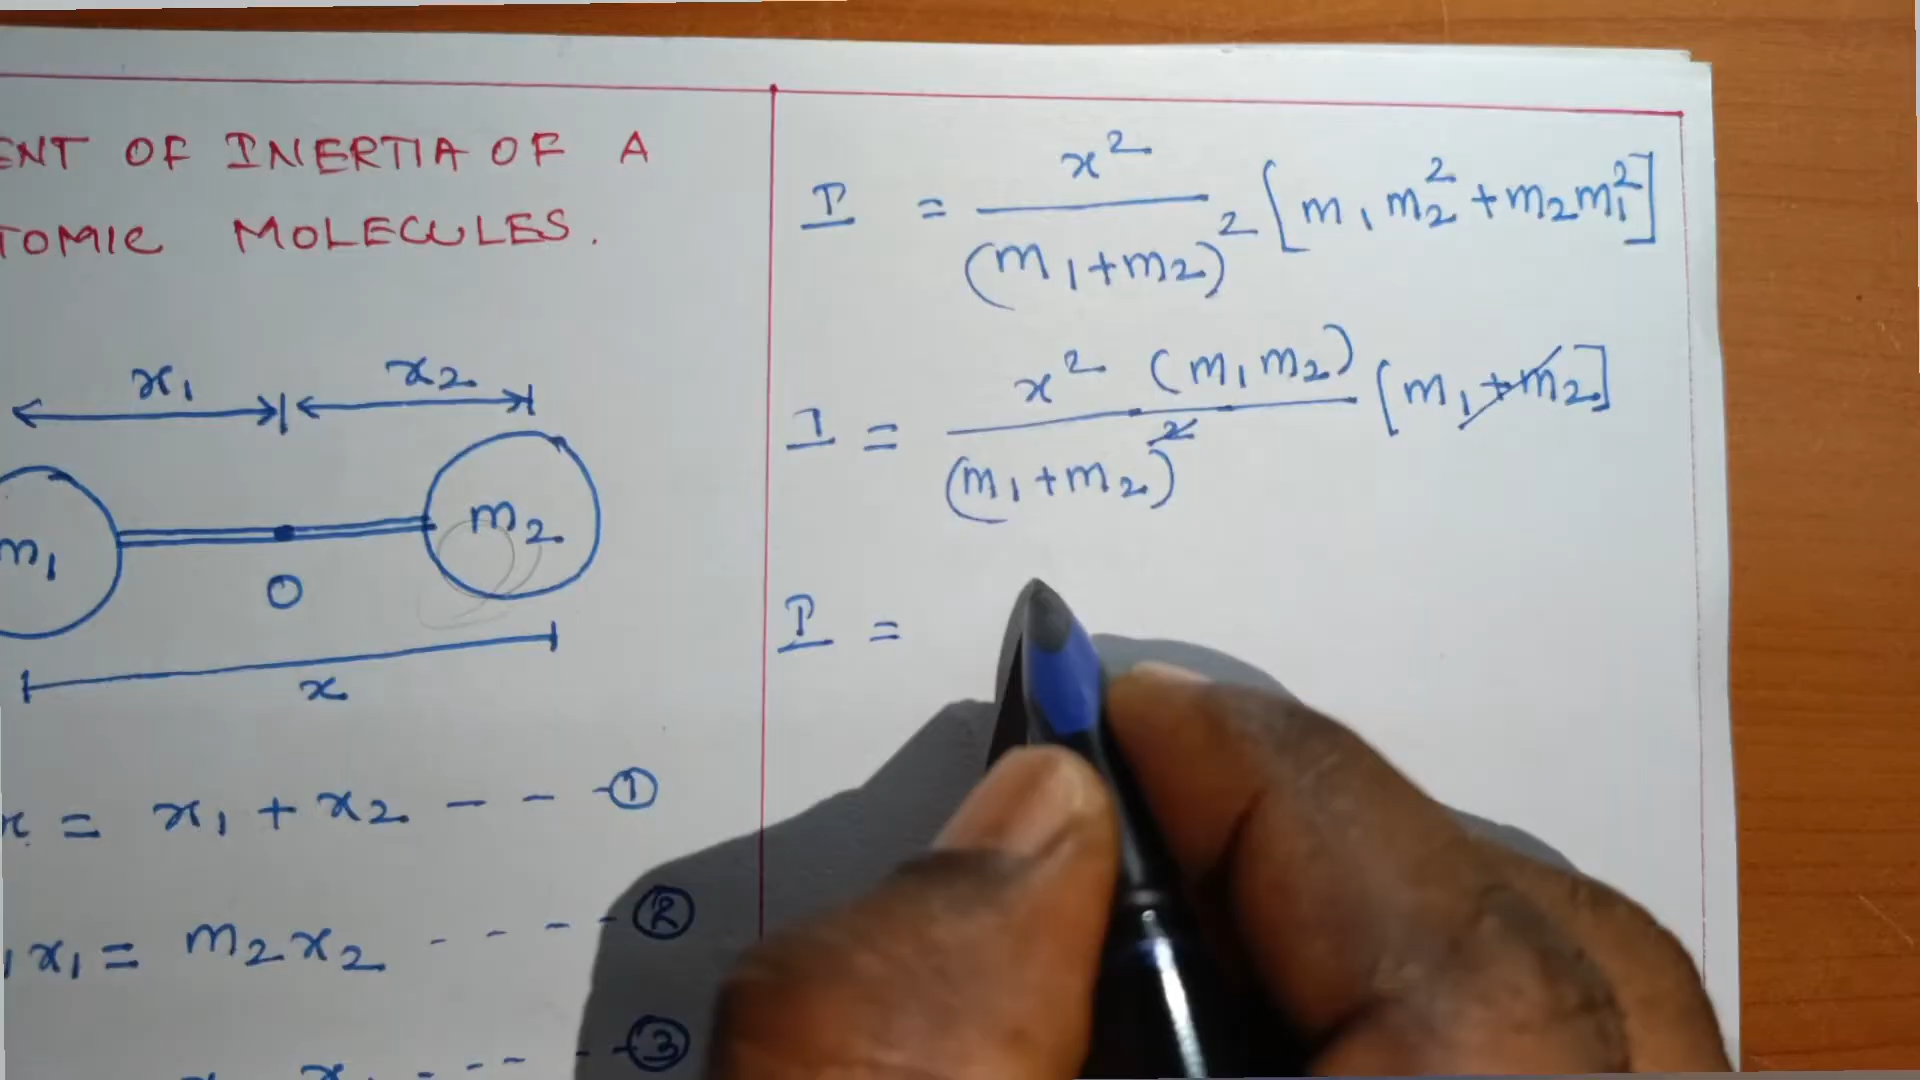 ENT OF INERTIA OF A
TOMIC MOLECULES.
x₁ x₂
m₁ m₂
O
x
x = x₁ + x₂ - - - ①
₁x₁ = m₂x₂ - - - - ②
- - - ③
I = x² / (m₁+m₂)² [m₁m₂² + m₂m₁²]
I = x² (m₁m₂) / (m₁+m₂)² [m₁+m₂]
I =